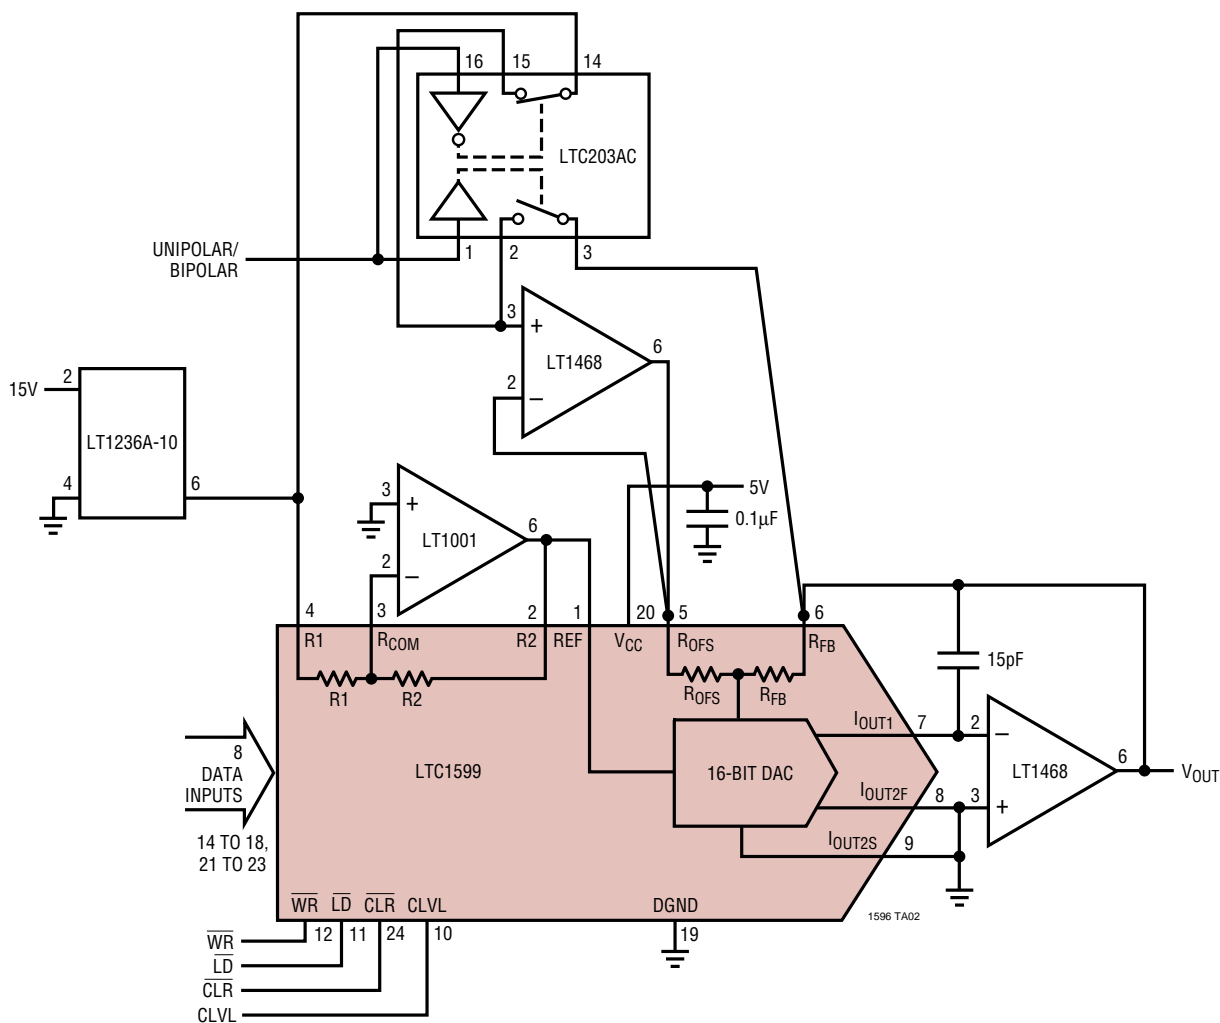 16 15 14
LTC203AC
UNIPOLAR/
BIPOLAR
1 2 3
3
+
LT1468
6
2
–
15V
2
LT1236A-10
4
6
3
+
LT1001
6
2
–
5V
0.1µF
4 3 2 1 20 5 6
R1 RCOM R2 REF VCC ROFS RFB
R1 R2 ROFS RFB
15pF
8
DATA
INPUTS
14 TO 18,
21 TO 23
LTC1599
16-BIT DAC
IOUT1 7 2
–
LT1468
6
VOUT
IOUT2F 8 3
+
IOUT2S 9
WR LD CLR CLVL DGND
1596 TA02
12 11 24 10 19
WR
LD
CLR
CLVL